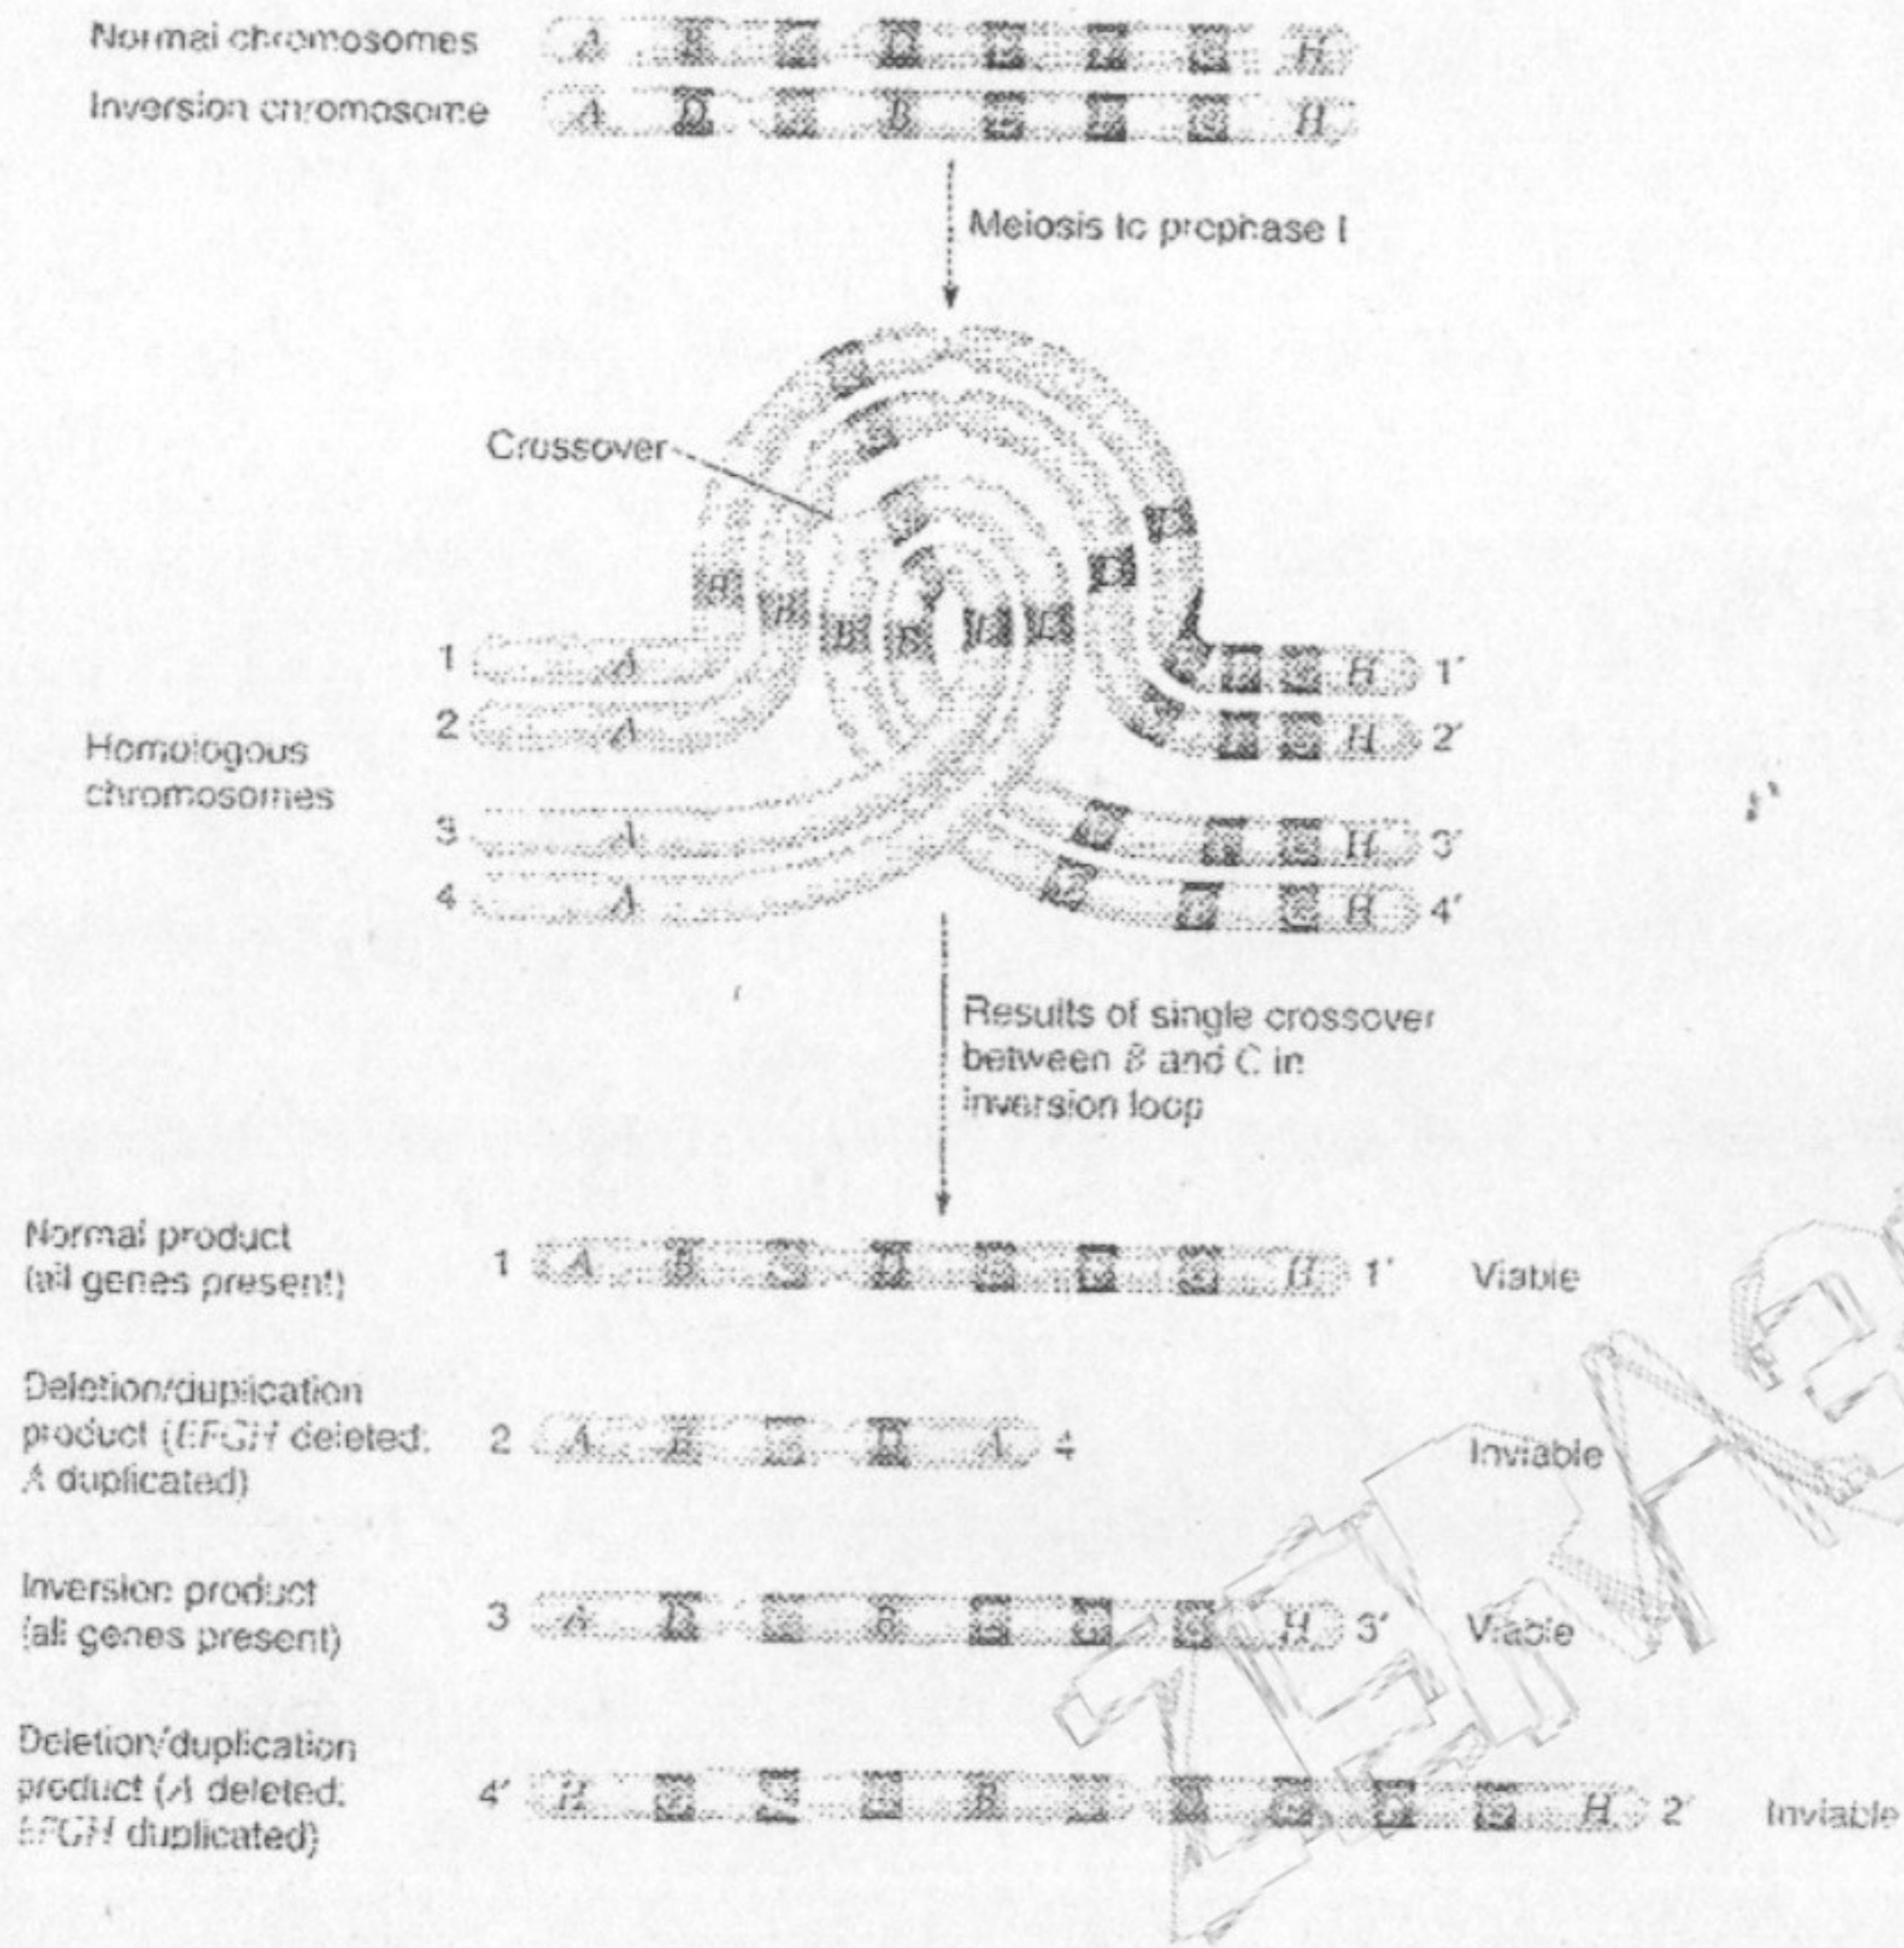 Normal chromosomes A B C D E F G H
Inversion chromosome A D C B E F G H
Meiosis to prophase I
Crossover
B B B B D D
1 A H 1'
2 A H 2'
Homologous
chromosomes
3 A H 3'
4 A H 4'
Results of single crossover
between B and C in
inversion loop
Normal product
(all genes present)
1 A B C D E F G H 1' Viable
Deletion/duplication
product (EFGH deleted;
A duplicated)
2 A B C D A 4 Inviable
Inversion product
(all genes present)
3 A D C B E F G H 3' Viable
Deletion/duplication
product (A deleted;
EFGH duplicated)
4' H G F E B C D E F G H 2' Inviable